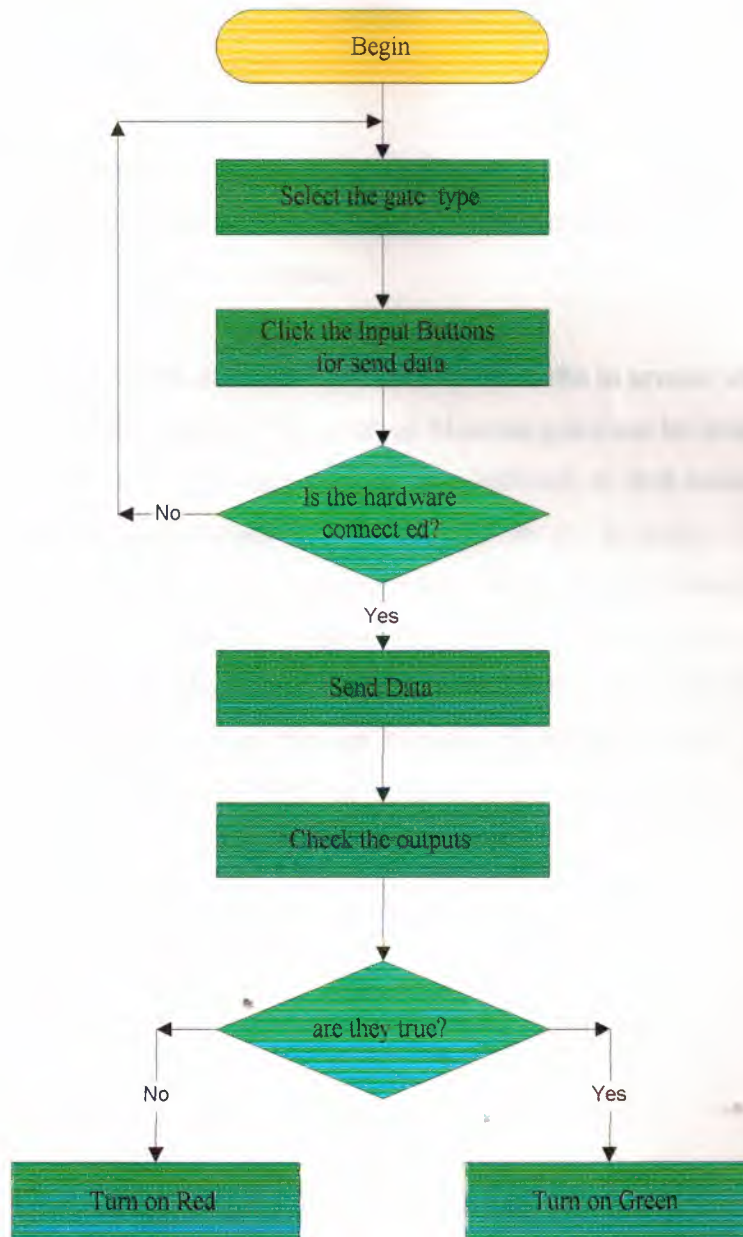 Begin
Select the gate type
Click the Input Buttons
for send data
Is the hardware
connect ed?
No
Yes
Send Data
Check the outputs
are they true?
No
Yes
Turn on Red
Turn on Green